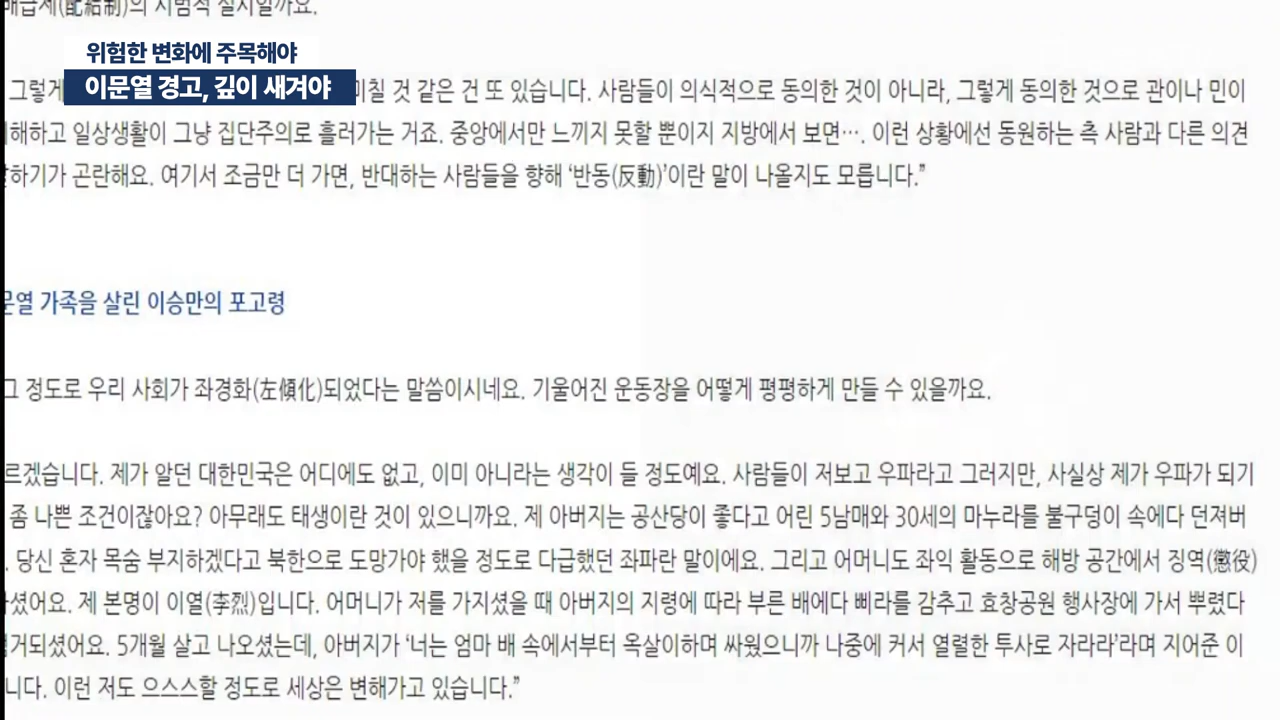 배급제(配給制)의 시범적 실시일까요.
위험한 변화에 주목해야
이문열 경고, 깊이 새겨야
그렇게 미칠 것 같은 건 또 있습니다. 사람들이 의식적으로 동의한 것이 아니라, 그렇게 동의한 것으로 관이나 민이
해하고 일상생활이 그냥 집단주의로 흘러가는 거죠. 중앙에서만 느끼지 못할 뿐이지 지방에서 보면…. 이런 상황에선 동원하는 측 사람과 다른 의견
하기가 곤란해요. 여기서 조금만 더 가면, 반대하는 사람들을 향해 ‘반동(反動)’이란 말이 나올지도 모릅니다.”
문열 가족을 살린 이승만의 포고령
그 정도로 우리 사회가 좌경화(左傾化)되었다는 말씀이시네요. 기울어진 운동장을 어떻게 평평하게 만들 수 있을까요.
르겠습니다. 제가 알던 대한민국은 어디에도 없고, 이미 아니라는 생각이 들 정도예요. 사람들이 저보고 우파라고 그러지만, 사실상 제가 우파가 되기
좀 나쁜 조건이잖아요? 아무래도 태생이란 것이 있으니까요. 제 아버지는 공산당이 좋다고 어린 5남매와 30세의 마누라를 불구덩이 속에다 던져버
. 당신 혼자 목숨 부지하겠다고 북한으로 도망가야 했을 정도로 다급했던 좌파란 말이에요. 그리고 어머니도 좌익 활동으로 해방 공간에서 징역(懲役)
셨어요. 제 본명이 이열(李烈)입니다. 어머니가 저를 가지셨을 때 아버지의 지령에 따라 부른 배에다 삐라를 감추고 효창공원 행사장에 가서 뿌렸다
거되셨어요. 5개월 살고 나오셨는데, 아버지가 ‘너는 엄마 배 속에서부터 옥살이하며 싸웠으니까 나중에 커서 열렬한 투사로 자라라’라며 지어준 이
니다. 이런 저도 으스스할 정도로 세상은 변해가고 있습니다.”